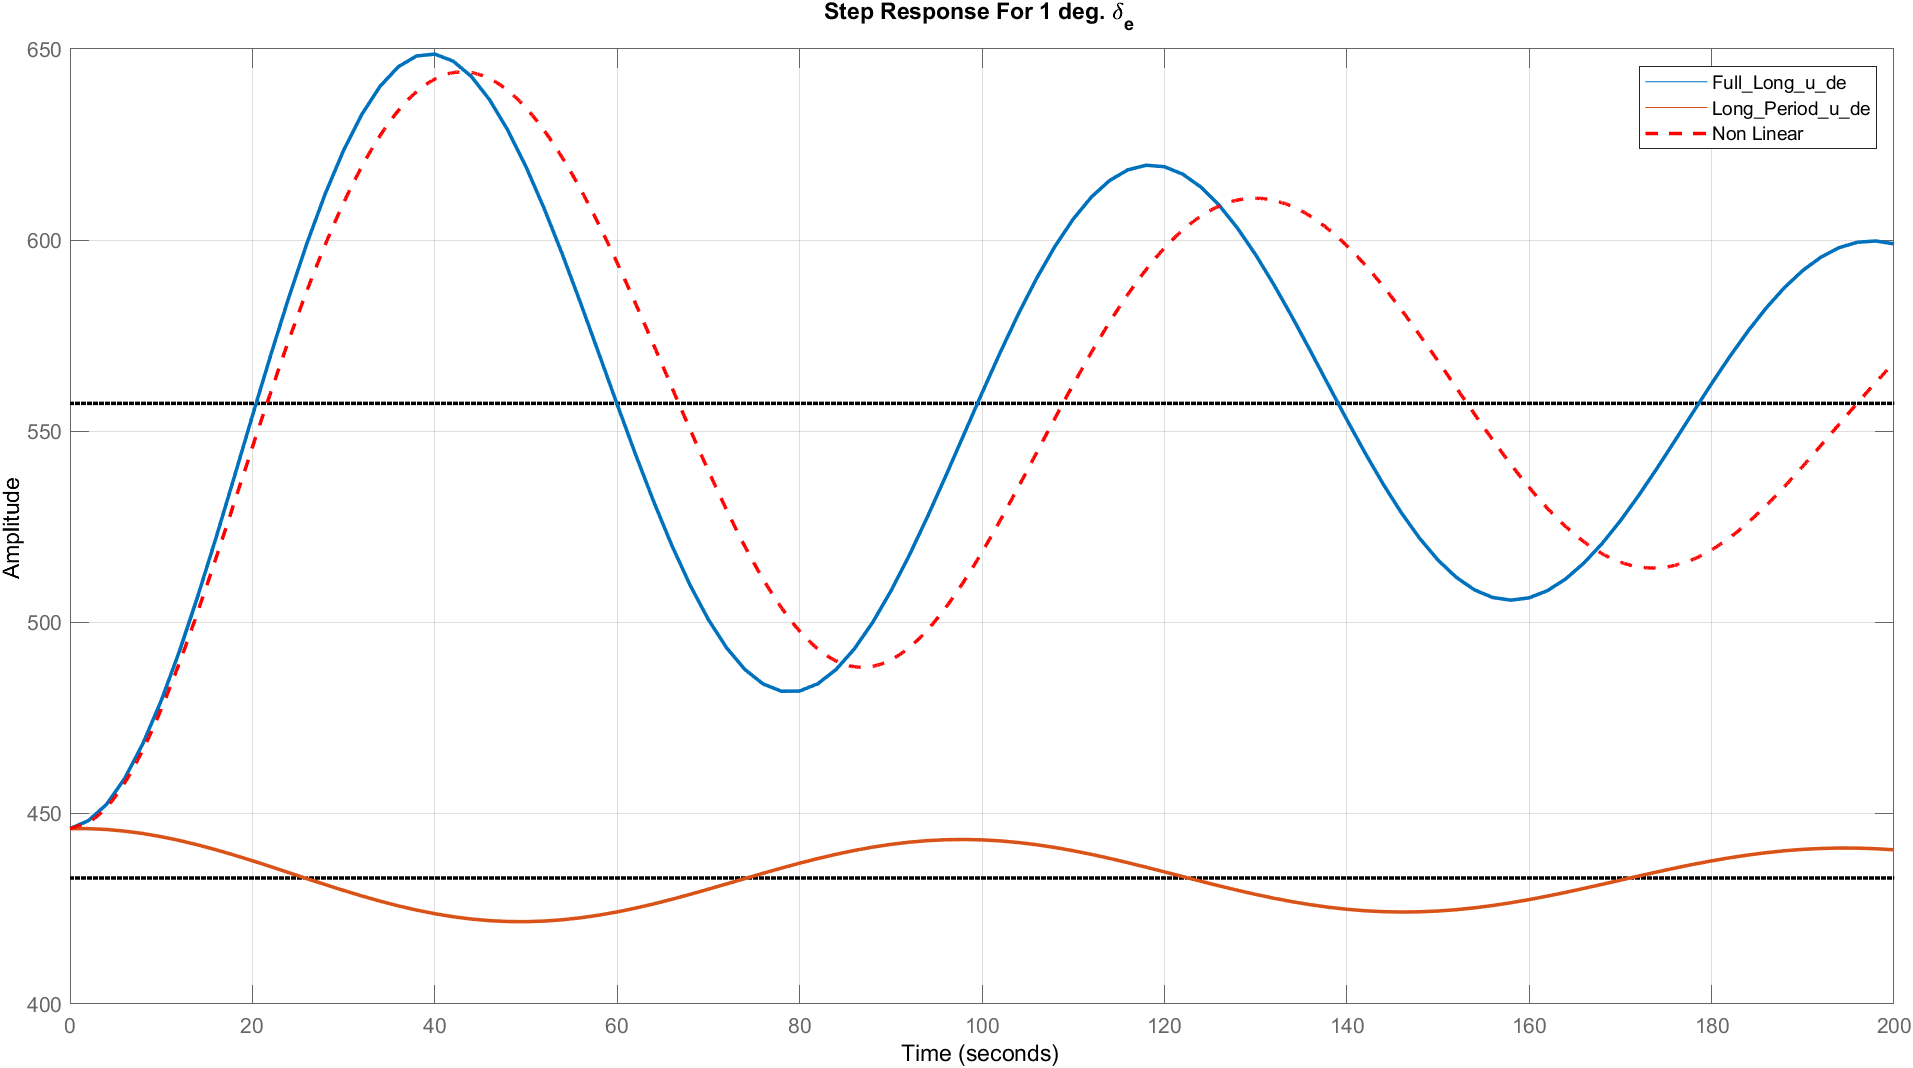 Step Response For 1 deg. δe
650
600
550
500
450
400
Amplitude
Full_Long_u_de
Long_Period_u_de
Non Linear
0 20 40 60 80 100 120 140 160 180 200
Time (seconds)